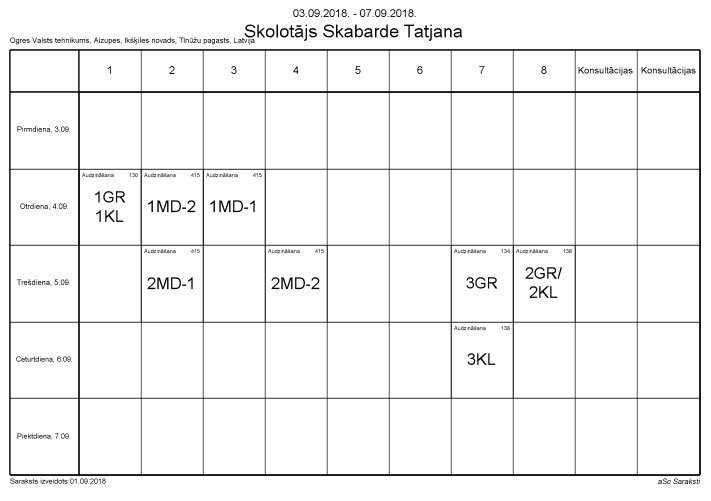 03.09.2018. - 07.09.2018.
Skolotājs Skabarde Tatjana
Ogres Valsts tehnikums, Aizupes, Ikšķiles novads, Tīnūžu pagasts, Latvija
1 2 3 4 5 6 7 8 Konsultācijas Konsultācijas
Pirmdiena, 3.09.
Audzināšana 130 Audzināšana 415 Audzināšana 415
Otrdiena, 4.09.
1GR
1KL
1MD-2
1MD-1
Audzināšana 415 Audzināšana 415 Audzināšana 134 Audzināšana 138
Trešdiena, 5.09.
2MD-1
2MD-2
3GR
2GR/
2KL
Audzināšana 138
Ceturtdiena, 6.09.
3KL
Piektdiena, 7.09.
Saraksts izveidots:01.09.2018
aSc Saraksti